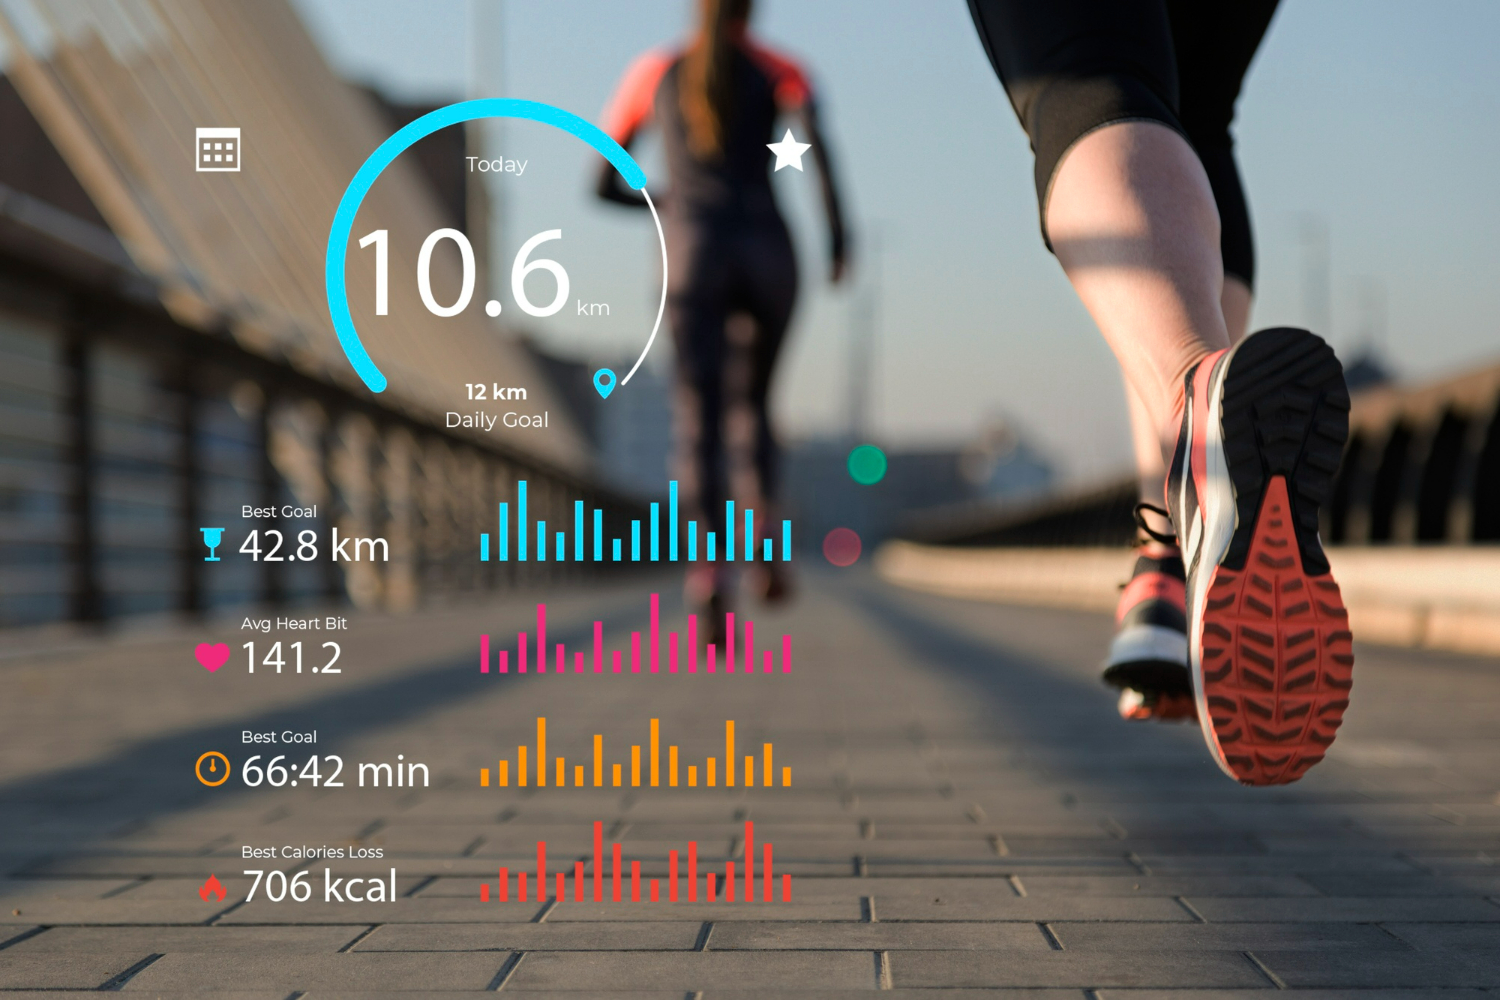 Today
10.6 km
12 km
Daily Goal
Best Goal
42.8 km
Avg Heart Bit
141.2
Best Goal
66:42 min
Best Calories Loss
706 kcal